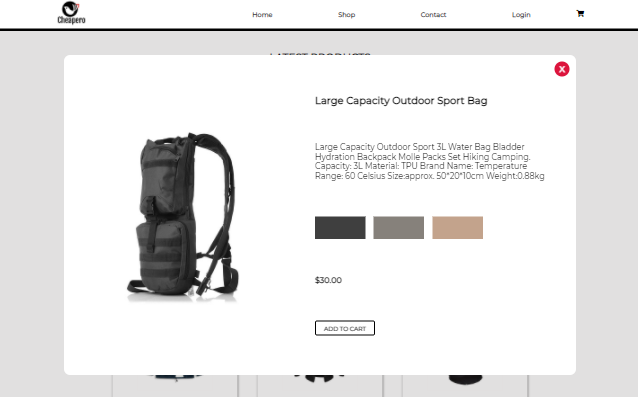 Cheapero
Home
Shop
Contact
Login
LATEST PRODUCTS
X
Large Capacity Outdoor Sport Bag
Large Capacity Outdoor Sport 3L Water Bag Bladder
Hydration Backpack Molle Packs Set Hiking Camping.
Capacity: 3L Material: TPU Brand Name: Temperature
Range: 60 Celsius Size:approx. 50*20*10cm Weight:0.88kg
$30.00
ADD TO CART